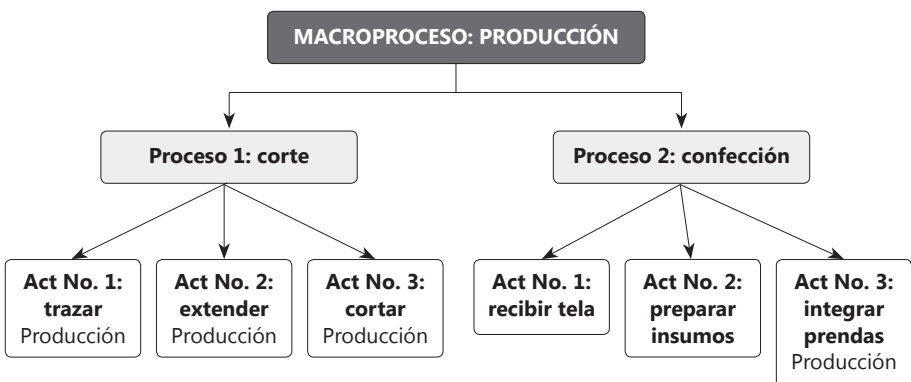 MACROPROCESO: PRODUCCIÓN
Proceso 1: corte
Proceso 2: confección
Act No. 1:
trazar
Producción
Act No. 2:
extender
Producción
Act No. 3:
cortar
Producción
Act No. 1:
recibir tela
Act No. 2:
preparar
insumos
Act No. 3:
integrar
prendas
Producción